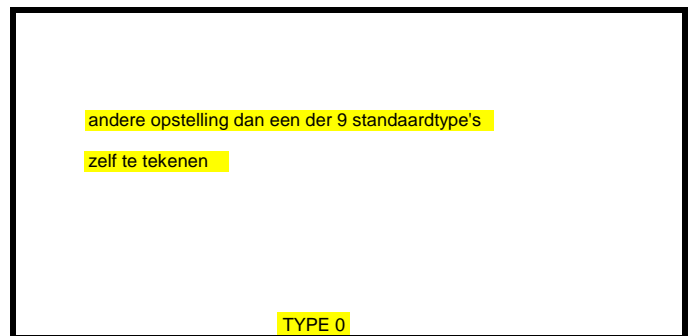 andere opstelling dan een der 9 standaardtype's
zelf te tekenen
TYPE 0